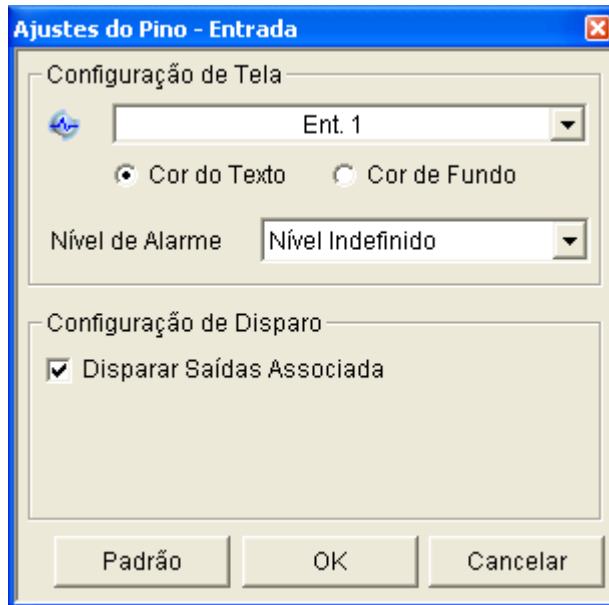 Ajustes do Pino - Entrada
Configuração de Tela
Ent. 1
Cor do Texto Cor de Fundo
Nível de Alarme Nível Indefinido
Configuração de Disparo
Disparar Saídas Associada
Padrão OK Cancelar